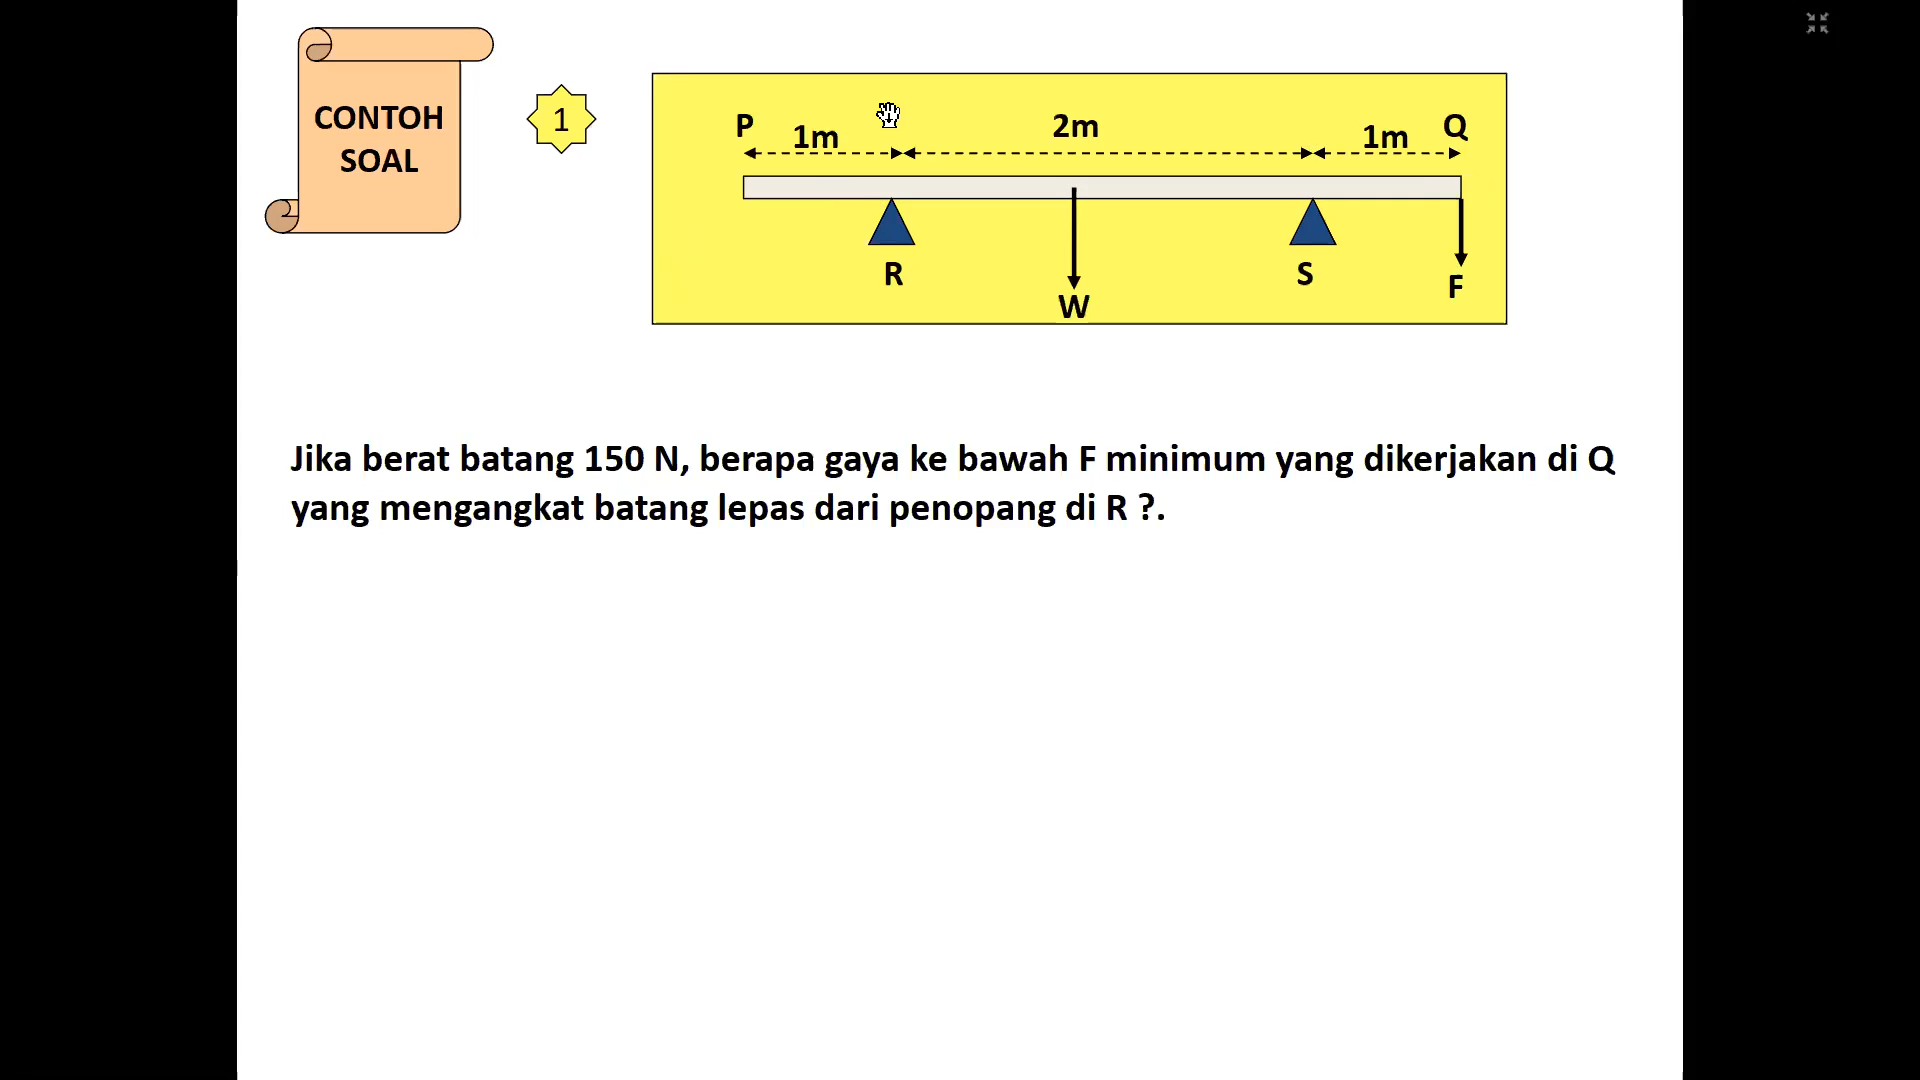 CONTOH
SOAL
1
P
1m
2m
1m
Q
R
W
S
F
Jika berat batang 150 N, berapa gaya ke bawah F minimum yang dikerjakan di Q
yang mengangkat batang lepas dari penopang di R ?.